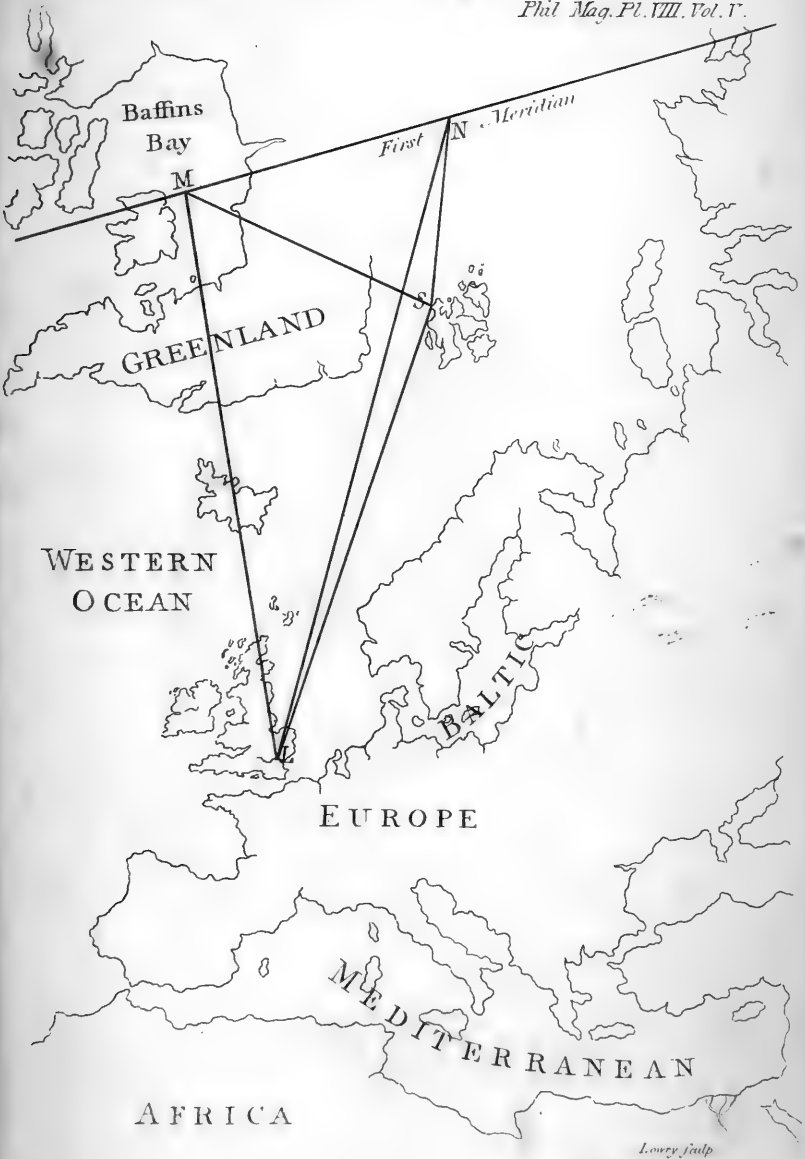 Phil Mag. Pl. VIII. Vol. V.
Baffins
Bay
First Meridian
N
M
S
GREENLAND
WESTERN
OCEAN
BALTIC
L
EUROPE
MEDITERRANEAN
AFRICA
Lowry sculp